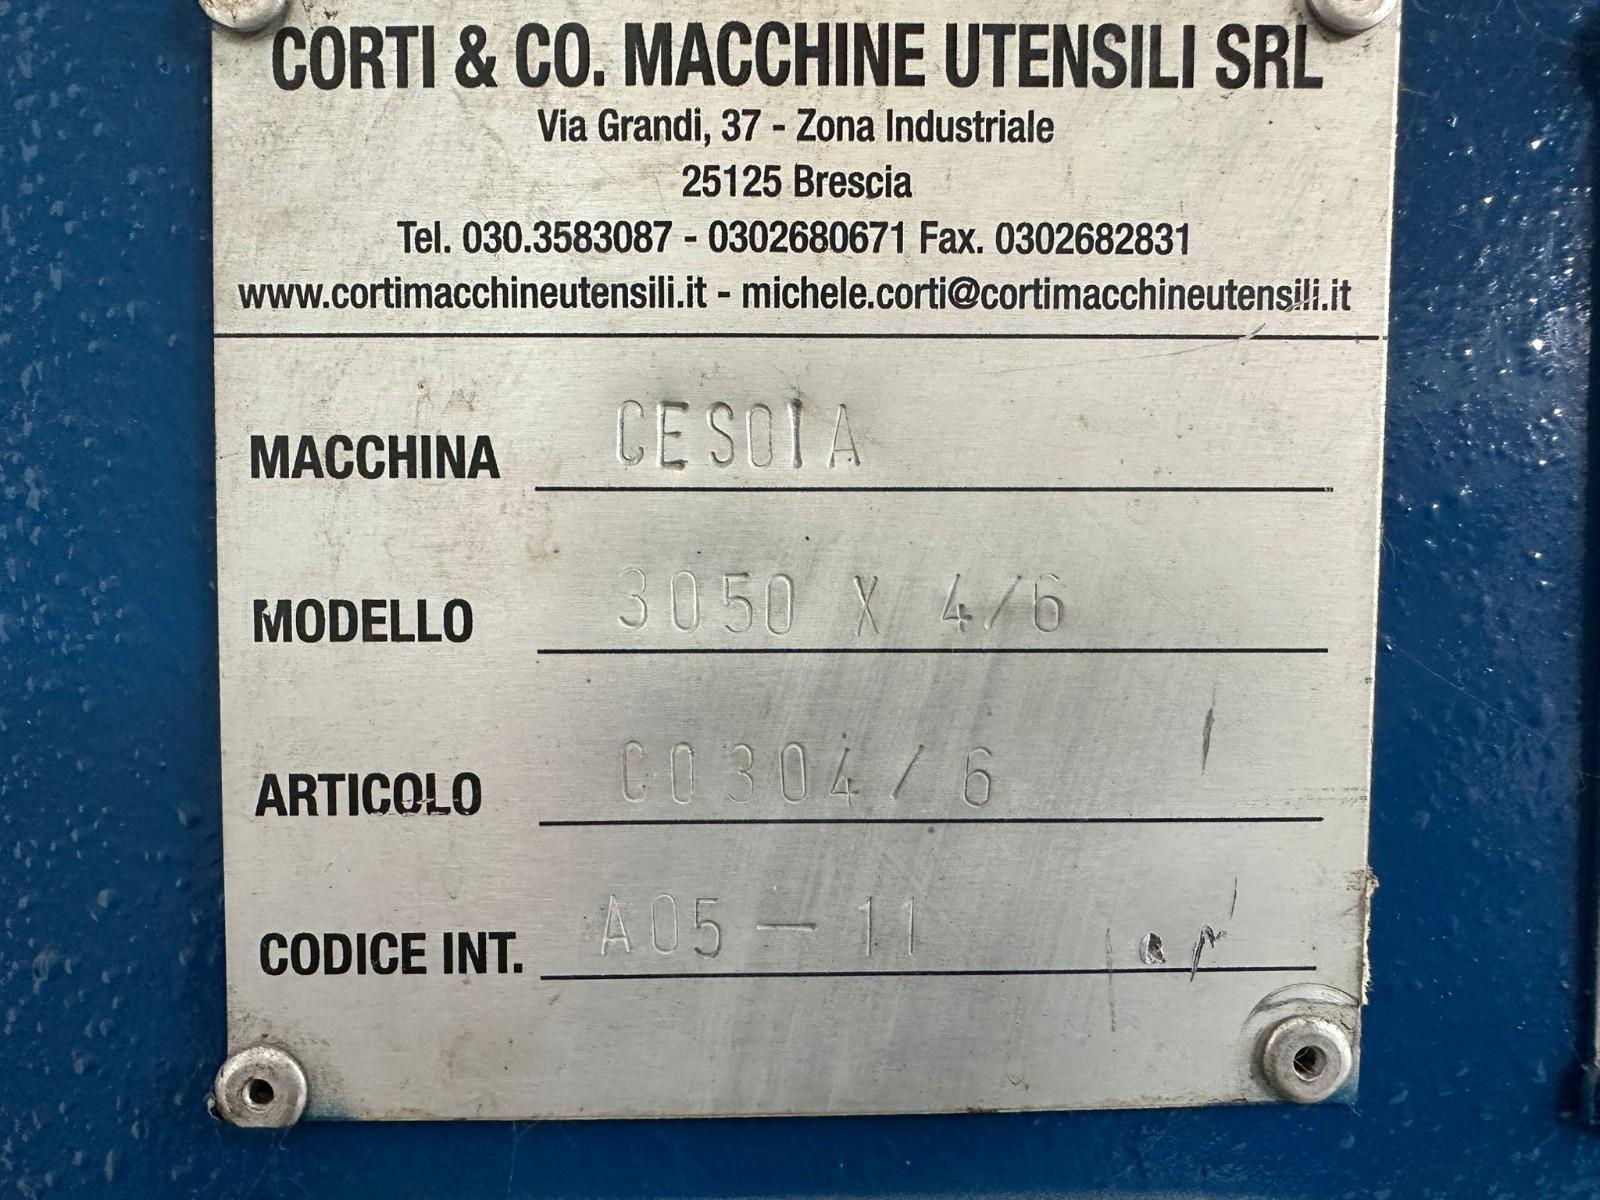 CORTI & CO. MACCHINE UTENSILI SRL
Via Grandi, 37 - Zona Industriale
25125 Brescia
Tel. 030.3583087 - 0302680671 Fax. 0302682831
www.cortimacchineutensili.it - michele.corti@cortimacchineutensili.it
MACCHINA CESOIA
MODELLO 3050 X 4/6
ARTICOLO CO304/6
CODICE INT. A05 - 11